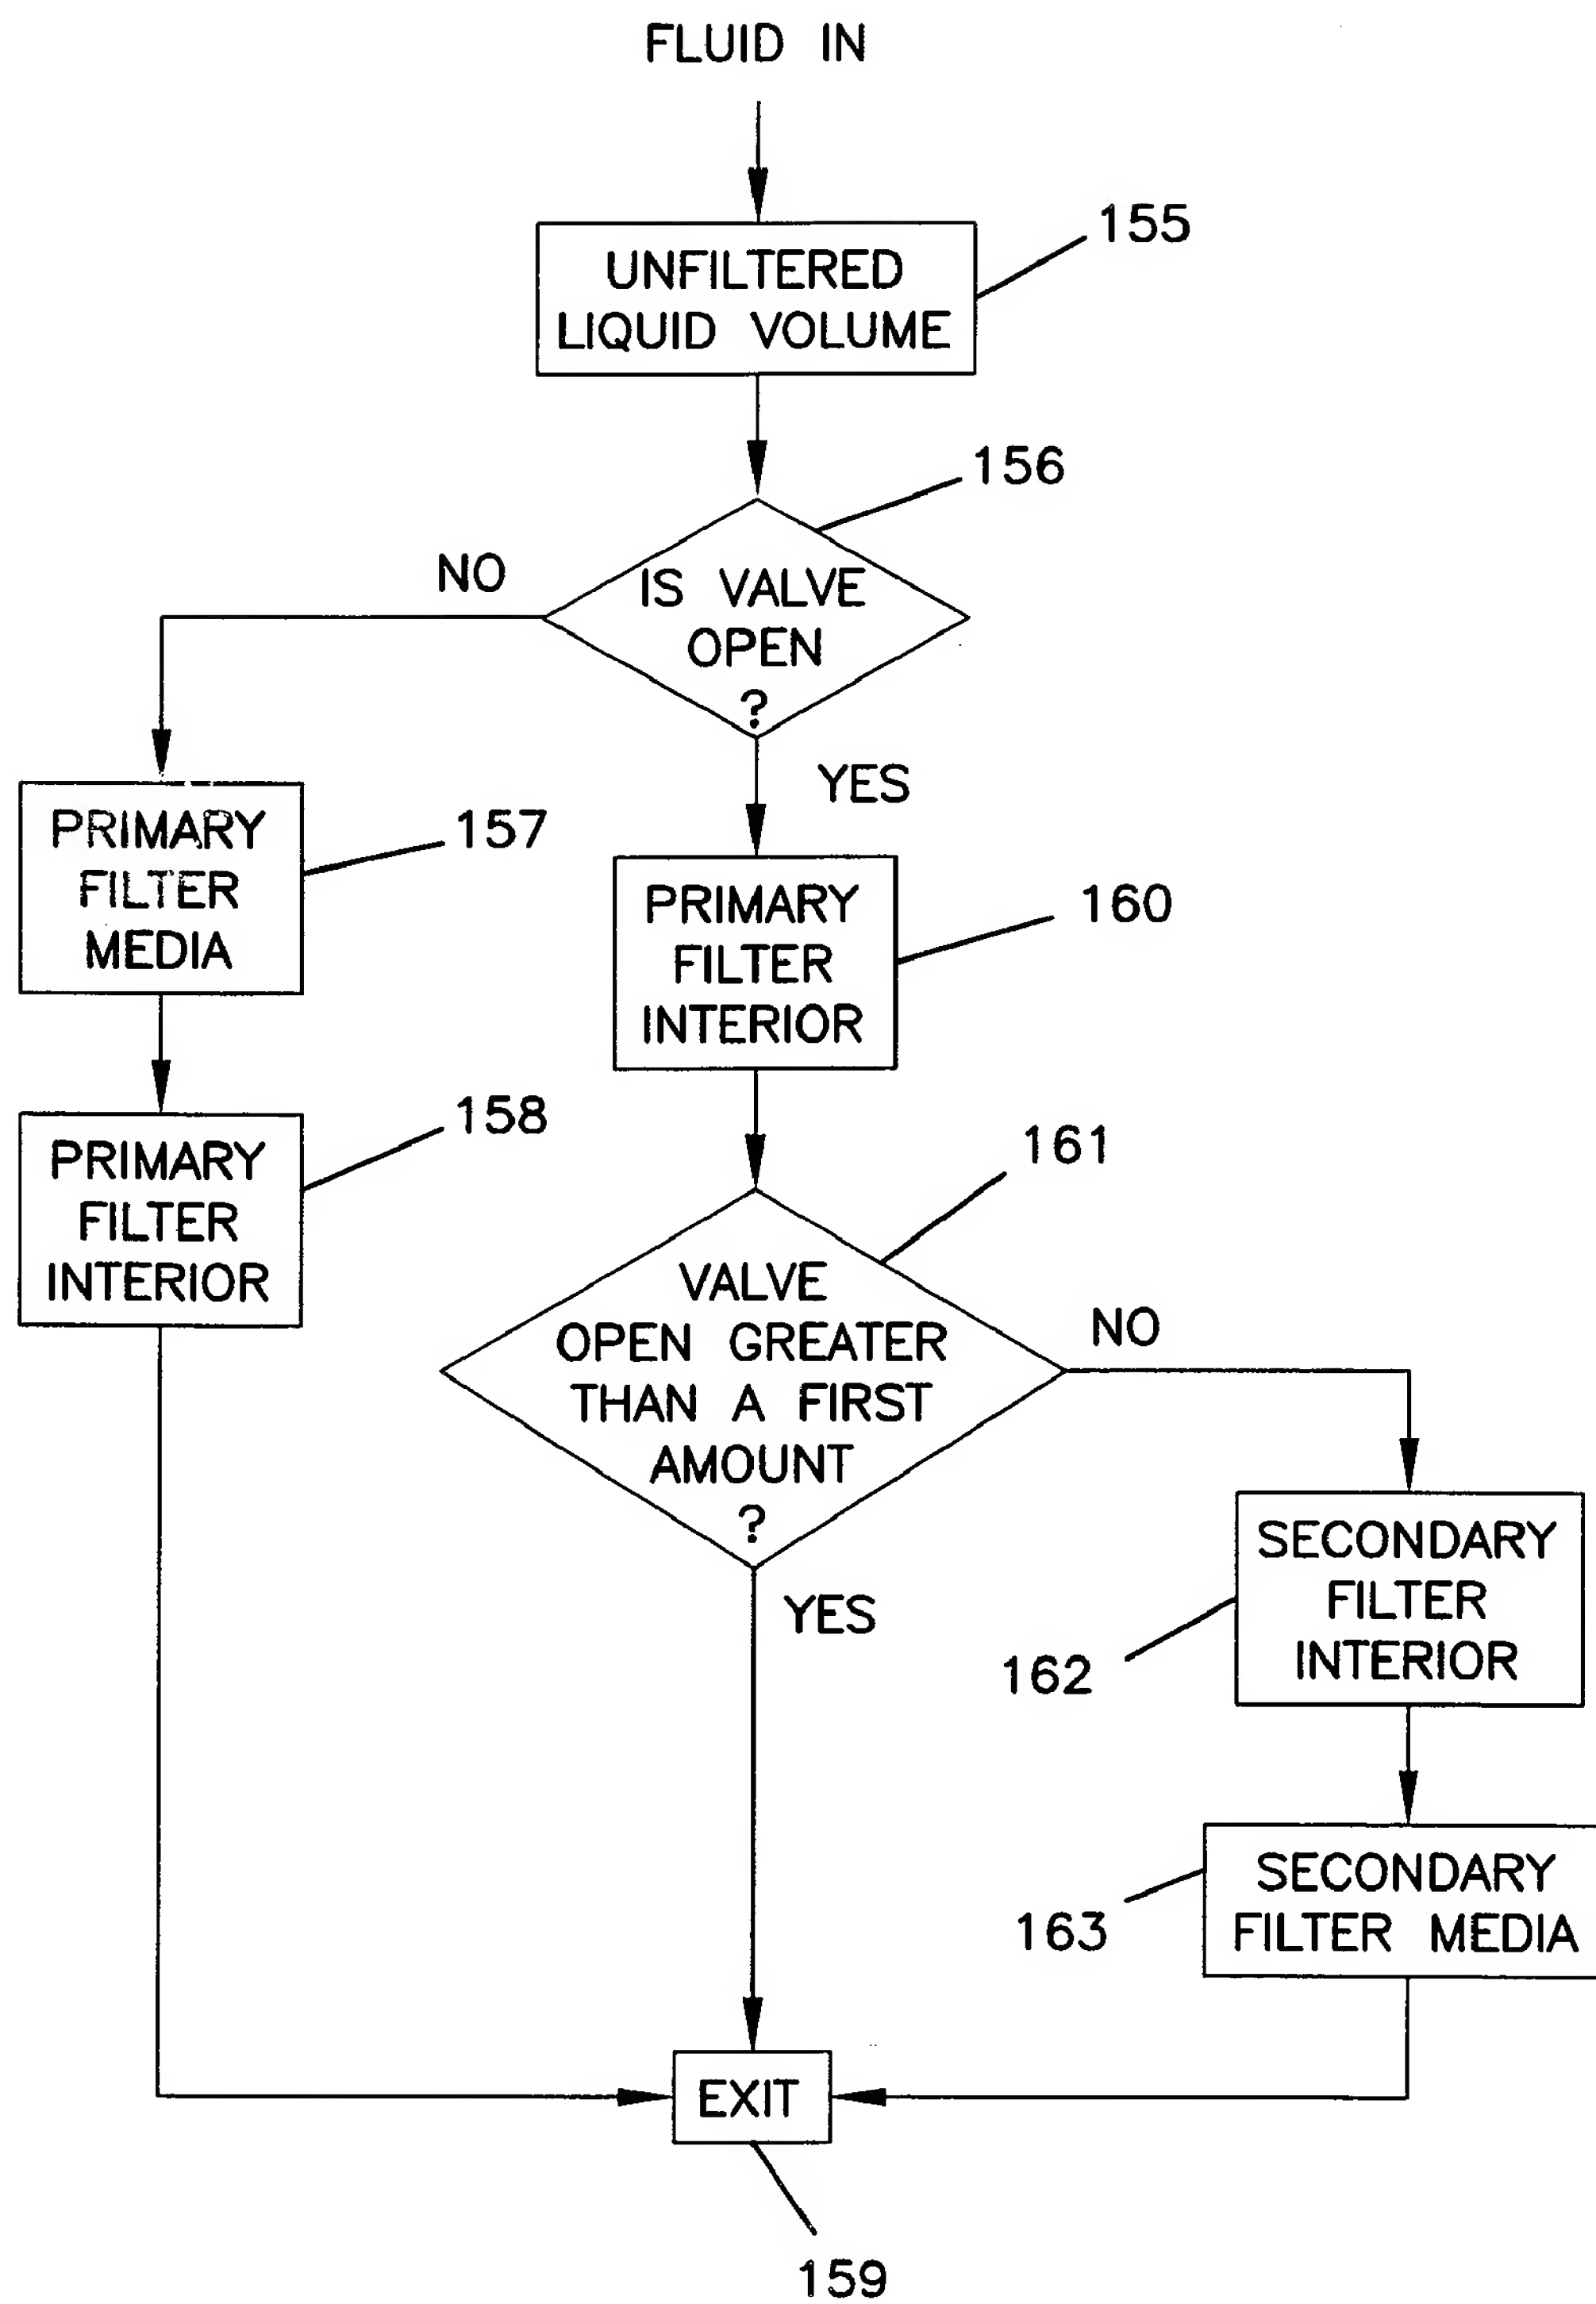 FLUID IN
155
UNFILTERED
LIQUID VOLUME
156
NO
IS VALVE
OPEN
?
YES
PRIMARY
FILTER
MEDIA
157
PRIMARY
FILTER
INTERIOR
160
PRIMARY
FILTER
INTERIOR
158
161
VALVE
OPEN GREATER
THAN A FIRST
AMOUNT
?
NO
YES
SECONDARY
FILTER
INTERIOR
162
SECONDARY
FILTER MEDIA
163
EXIT
159